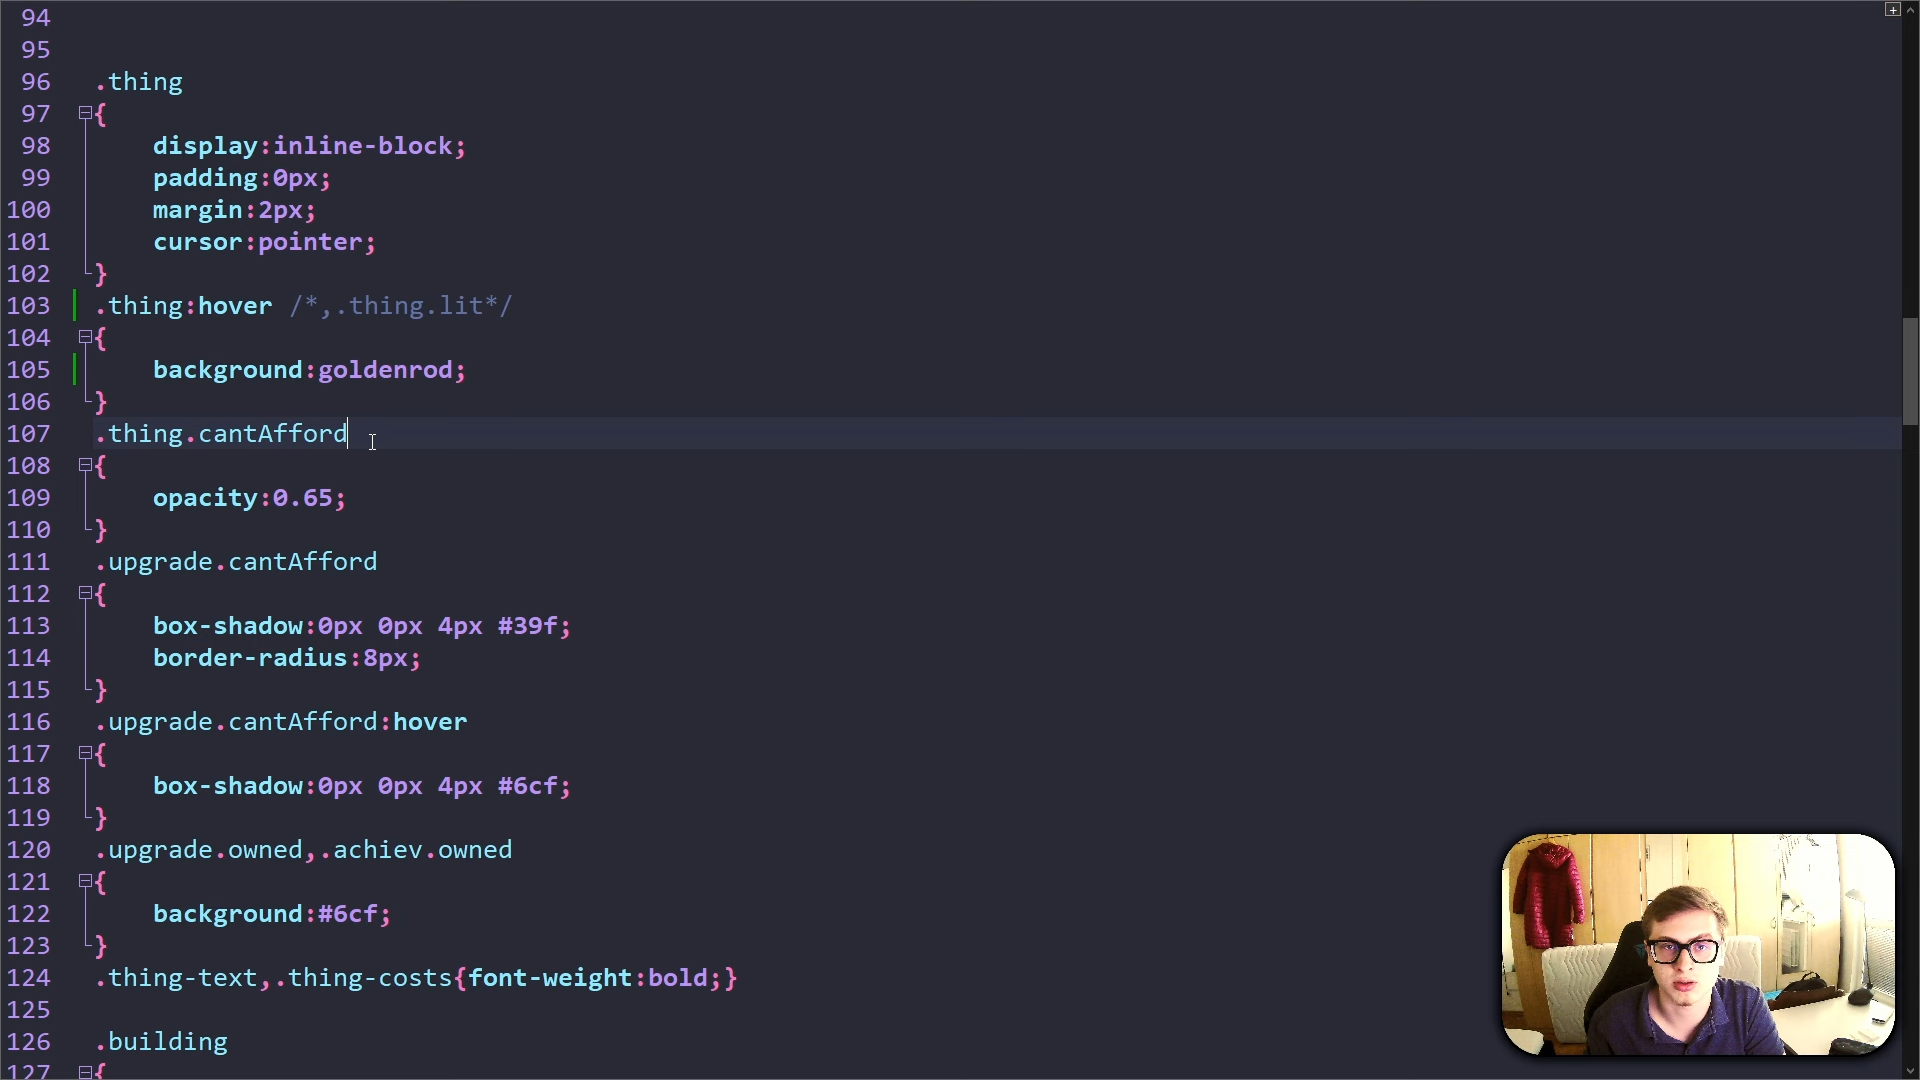 94
95
96 .thing
97 {
98 display:inline-block;
99 padding:0px;
100 margin:2px;
101 cursor:pointer;
102 }
103 .thing:hover /*,.thing.lit*/
104 {
105 background:goldenrod;
106 }
107 .thing.cantAfford
108 {
109 opacity:0.65;
110 }
111 .upgrade.cantAfford
112 {
113 box-shadow:0px 0px 4px #39f;
114 border-radius:8px;
115 }
116 .upgrade.cantAfford:hover
117 {
118 box-shadow:0px 0px 4px #6cf;
119 }
120 .upgrade.owned,.achiev.owned
121 {
122 background:#6cf;
123 }
124 .thing-text,.thing-costs{font-weight:bold;}
125
126 .building
127 {